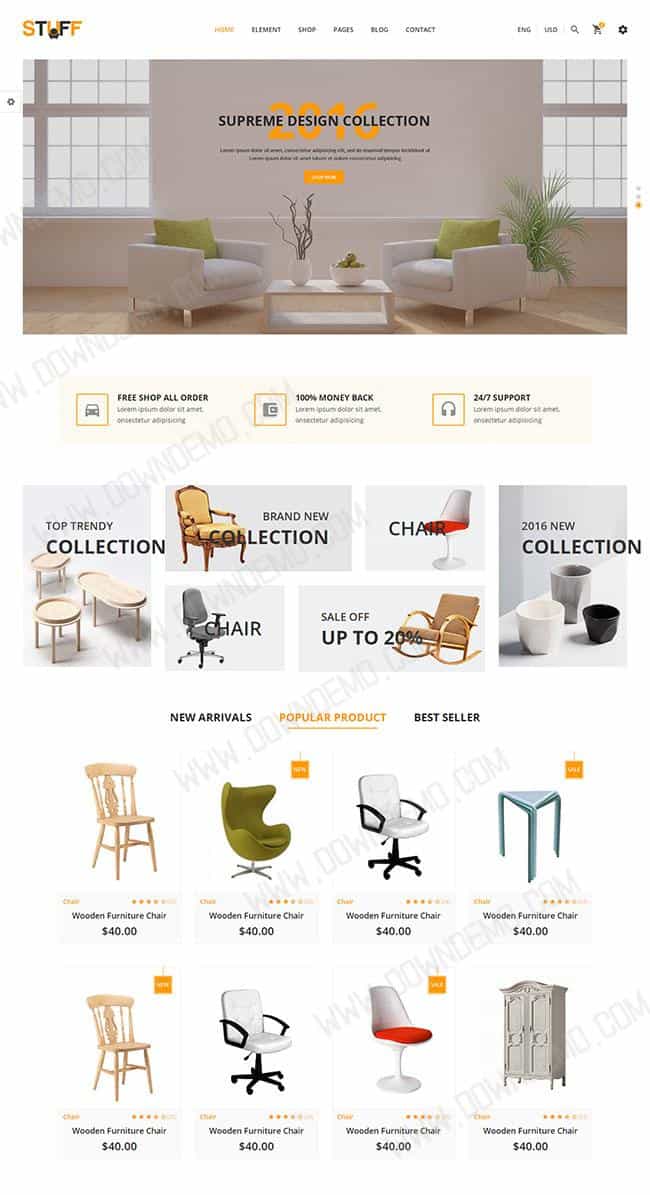 STUFF
HOME ELEMENT SHOP PAGES BLOG CONTACT ENG USD
2016
SUPREME DESIGN COLLECTION
Lorem ipsum dolor sit amet, consectetur adipisicing elit, sed do eiusmod tempor incididunt ut
Lorem ipsum dolor sit amet
SHOP NOW
FREE SHOP ALL ORDER
Lorem ipsum dolor sit amet,
onsectetur adipisicing
100% MONEY BACK
Lorem ipsum dolor sit amet,
onsectetur adipisicing
24/7 SUPPORT
Lorem ipsum dolor sit amet,
onsectetur adipisicing
TOP TRENDY
COLLECTION
BRAND NEW
COLLECTION
CHAIR
2016 NEW
COLLECTION
CHAIR
SALE OFF
UP TO 20%
NEW ARRIVALS POPULAR PRODUCT BEST SELLER
NEW
SALE
Chair Chair Chair Chair
Wooden Furniture Chair Wooden Furniture Chair Wooden Furniture Chair Wooden Furniture Chair
$40.00 $40.00 $40.00 $40.00
NEW
SALE
Chair Chair Chair Chair
Wooden Furniture Chair Wooden Furniture Chair Wooden Furniture Chair Wooden Furniture Chair
$40.00 $40.00 $40.00 $40.00
WWW.DOWNDEMO.COM